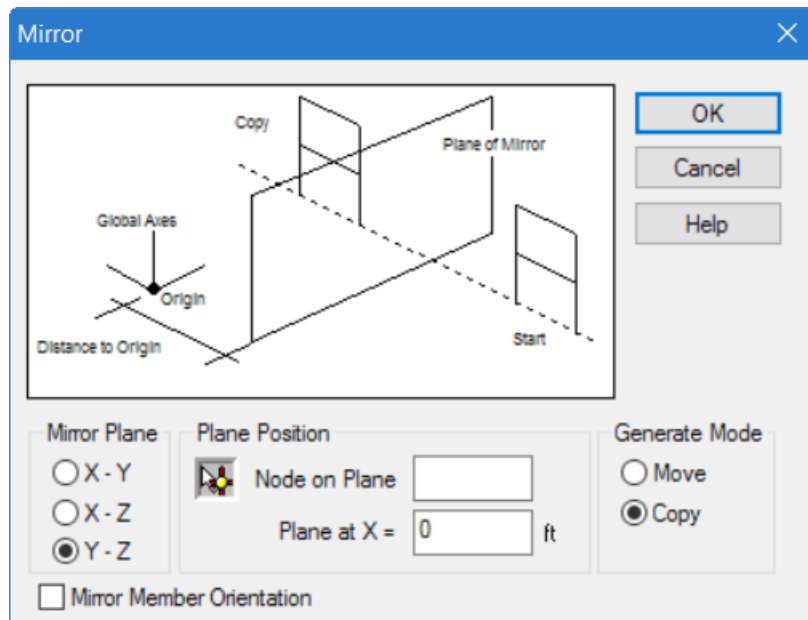 Mirror
Copy
Plane of Mirror
Global Axes
Origin
Distance to Origin
Start
OK
Cancel
Help
Mirror Plane
X - Y
X - Z
Y - Z
Plane Position
Node on Plane
Plane at X = 0 ft
Generate Mode
Move
Copy
Mirror Member Orientation